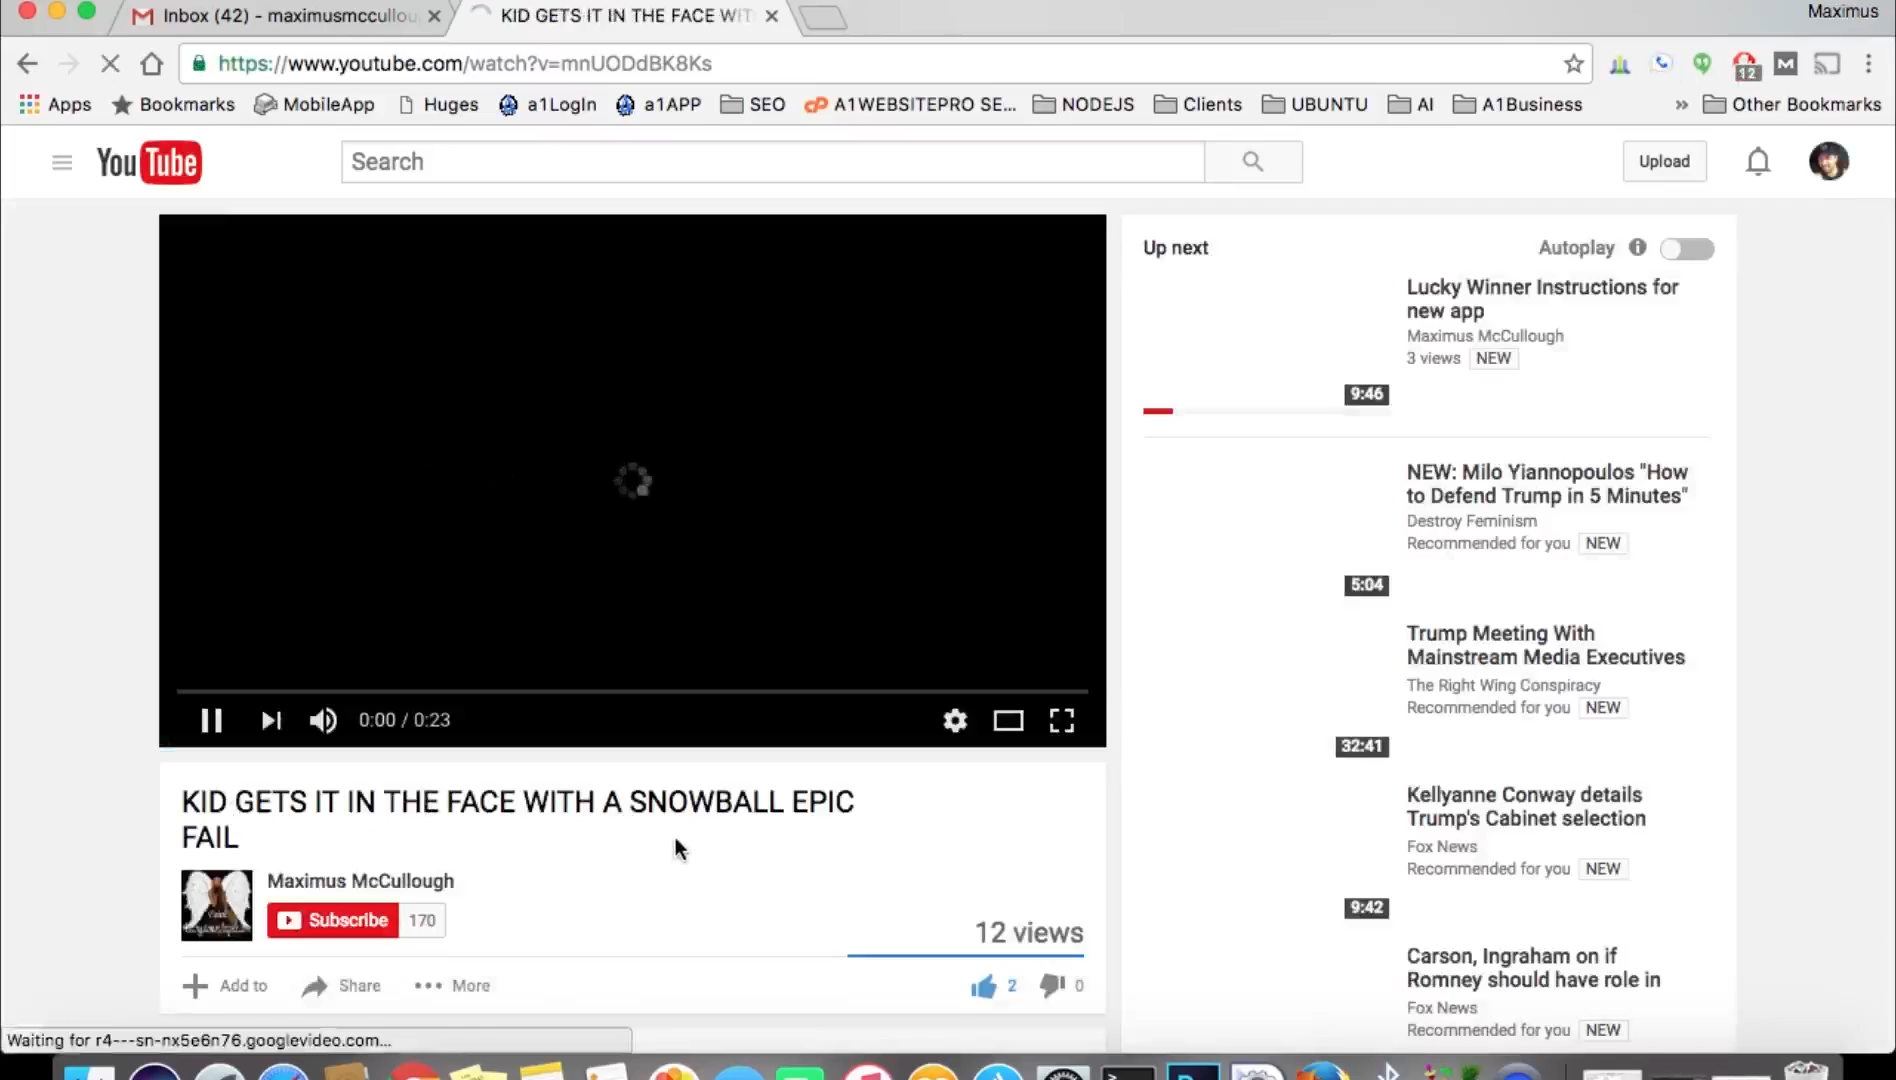 Inbox (42) - maximusmccullou
KID GETS IT IN THE FACE WIT
Maximus
https://www.youtube.com/watch?v=mnUODdBK8Ks
12
M
Apps
Bookmarks
MobileApp
Huges
a1LogIn
a1APP
SEO
cP A1WEBSITEPRO SE...
NODEJS
Clients
UBUNTU
AI
A1Business
»
Other Bookmarks
YouTube
Search
Upload
Up next
Autoplay
Lucky Winner Instructions for
new app
Maximus McCullough
3 views NEW
9:46
NEW: Milo Yiannopoulos "How
to Defend Trump in 5 Minutes"
Destroy Feminism
Recommended for you NEW
5:04
Trump Meeting With
Mainstream Media Executives
The Right Wing Conspiracy
Recommended for you NEW
32:41
Kellyanne Conway details
Trump's Cabinet selection
Fox News
Recommended for you NEW
9:42
Carson, Ingraham on if
Romney should have role in
Fox News
Recommended for you NEW
0:00 / 0:23
KID GETS IT IN THE FACE WITH A SNOWBALL EPIC
FAIL
Maximus McCullough
Subscribe 170
12 views
Add to
Share
More
2
0
Waiting for r4---sn-nx5e6n76.googlevideo.com...